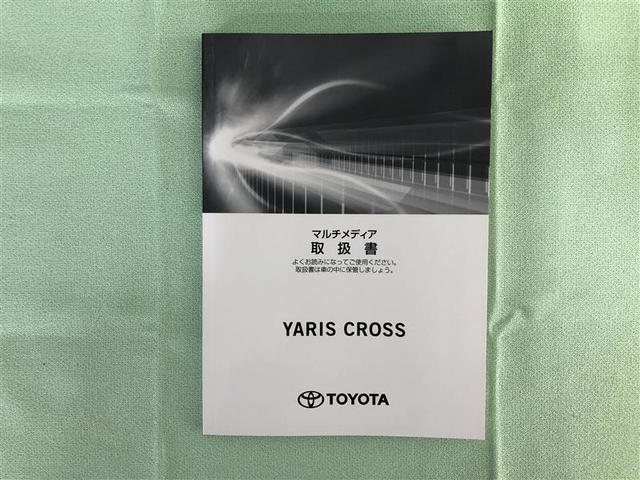 マルチメディア
取扱書
よくお読みになってご使用ください。
取扱書は車の中に保管しましょう。
YARIS CROSS
TOYOTA